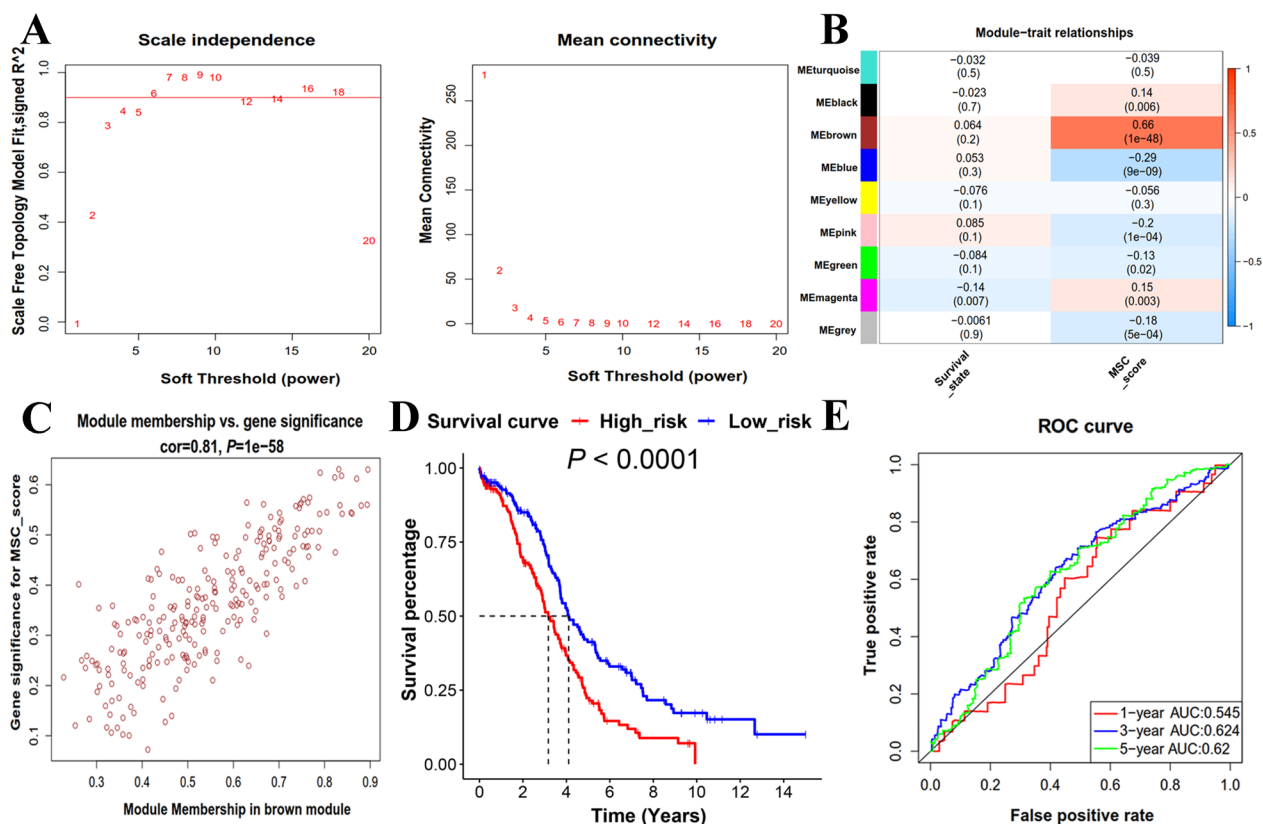 A
Scale independence
Scale Free Topology Model Fit,signed R^2
1.0
0.8
0.6
0.4
0.2
0.0
1
2
3
4
5
6
7
8
9
10
12
14
16
18
20
5
10
15
20
Soft Threshold (power)
Mean connectivity
Mean Connectivity
250
200
150
100
50
0
1
2
3
4
5
6
7
8
9
10
12
14
16
18
20
5
10
15
20
Soft Threshold (power)
B
Module−trait relationships
MEturquoise
−0.032
(0.5)
−0.039
(0.5)
MEblack
−0.023
(0.7)
0.14
(0.006)
MEbrown
0.064
(0.2)
0.66
(1e−48)
MEblue
0.053
(0.3)
−0.29
(9e−09)
MEyellow
−0.076
(0.1)
−0.056
(0.3)
MEpink
0.085
(0.1)
−0.2
(1e−04)
MEgreen
−0.084
(0.1)
−0.13
(0.02)
MEmagenta
−0.14
(0.007)
0.15
(0.003)
MEgrey
−0.0061
(0.9)
−0.18
(5e−04)
Survival
_state
MSC
_score
1
0.5
0
−0.5
−1
C
Module membership vs. gene significance
cor=0.81, P=1e−58
Gene significance for MSC_score
0.6
0.5
0.4
0.3
0.2
0.1
0.3
0.4
0.5
0.6
0.7
0.8
0.9
Module Membership in brown module
D
Survival curve High_risk Low_risk
P < 0.0001
Survival percentage
1.00
0.75
0.50
0.25
0.00
0
2
4
6
8
10
12
14
Time (Years)
E
ROC curve
True positive rate
1.0
0.8
0.6
0.4
0.2
0.0
1−year AUC:0.545
3−year AUC:0.624
5−year AUC:0.62
0.0
0.2
0.4
0.6
0.8
1.0
False positive rate